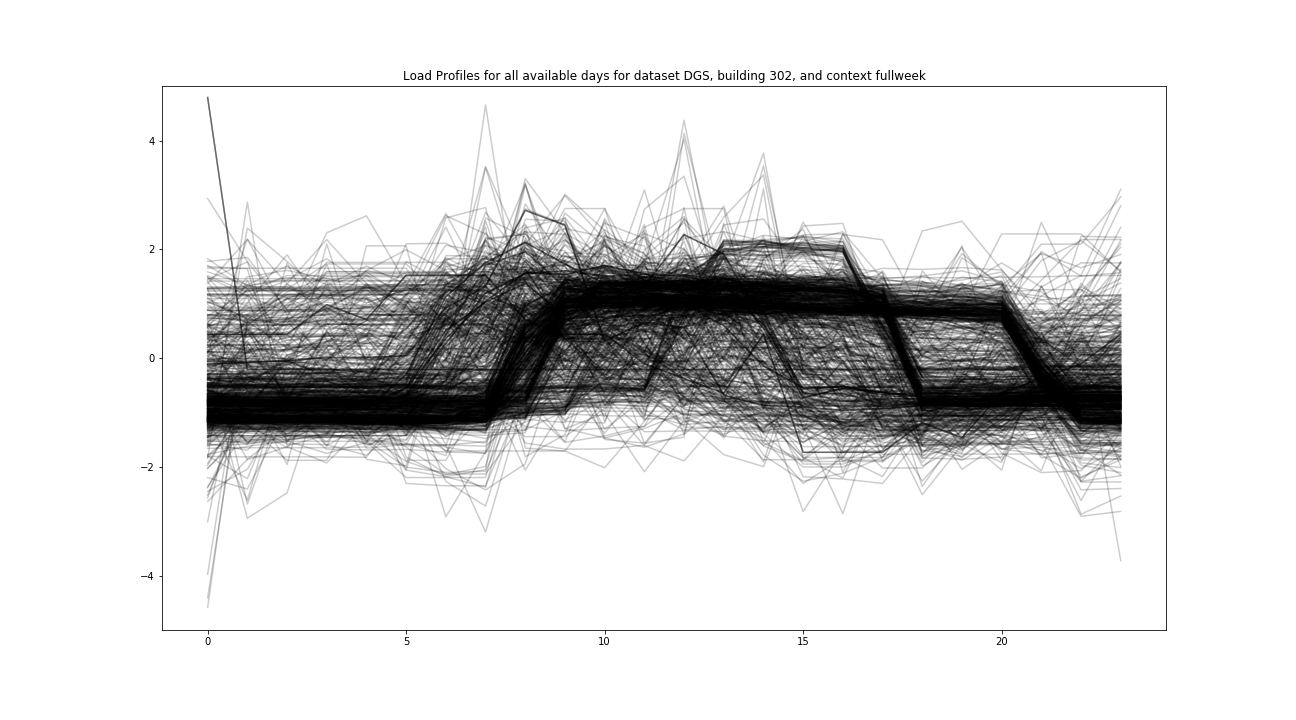 Load Profiles for all available days for dataset DGS, building 302, and context fullweek
4
2
0
−2
−4
0 5 10 15 20